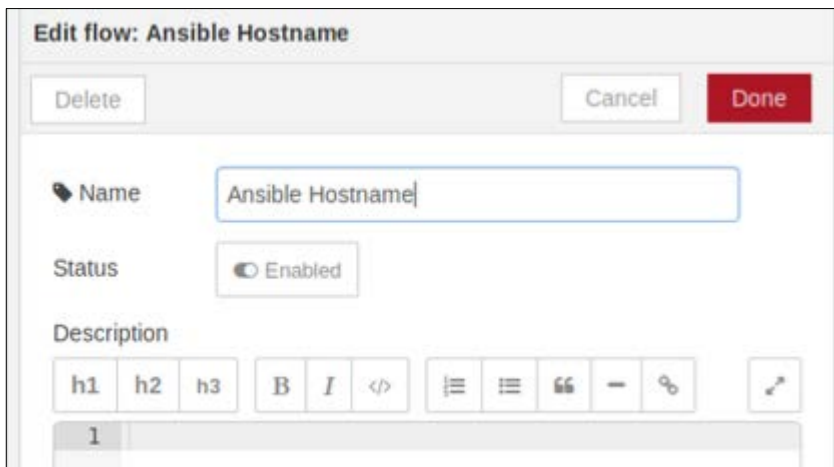 Edit flow: Ansible Hostname
Delete Cancel Done
Name Ansible Hostname
Status Enabled
Description
h1 h2 h3 B I </>
1